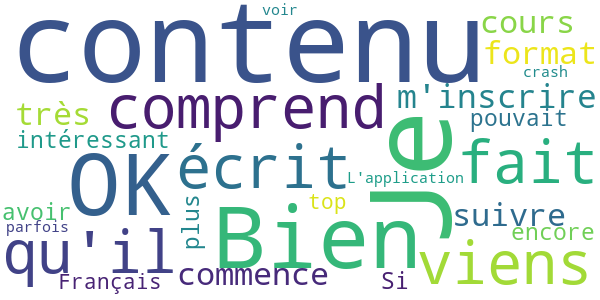 voir
contenu
cours
format
crash
très
comprend
m'inscrire
pouvait
intéressant
OK
écrit
Je
fait
L'application
avoir
plus
Bien
top
suivre
parfois
encore
qu'il
viens
Français
commence
Si